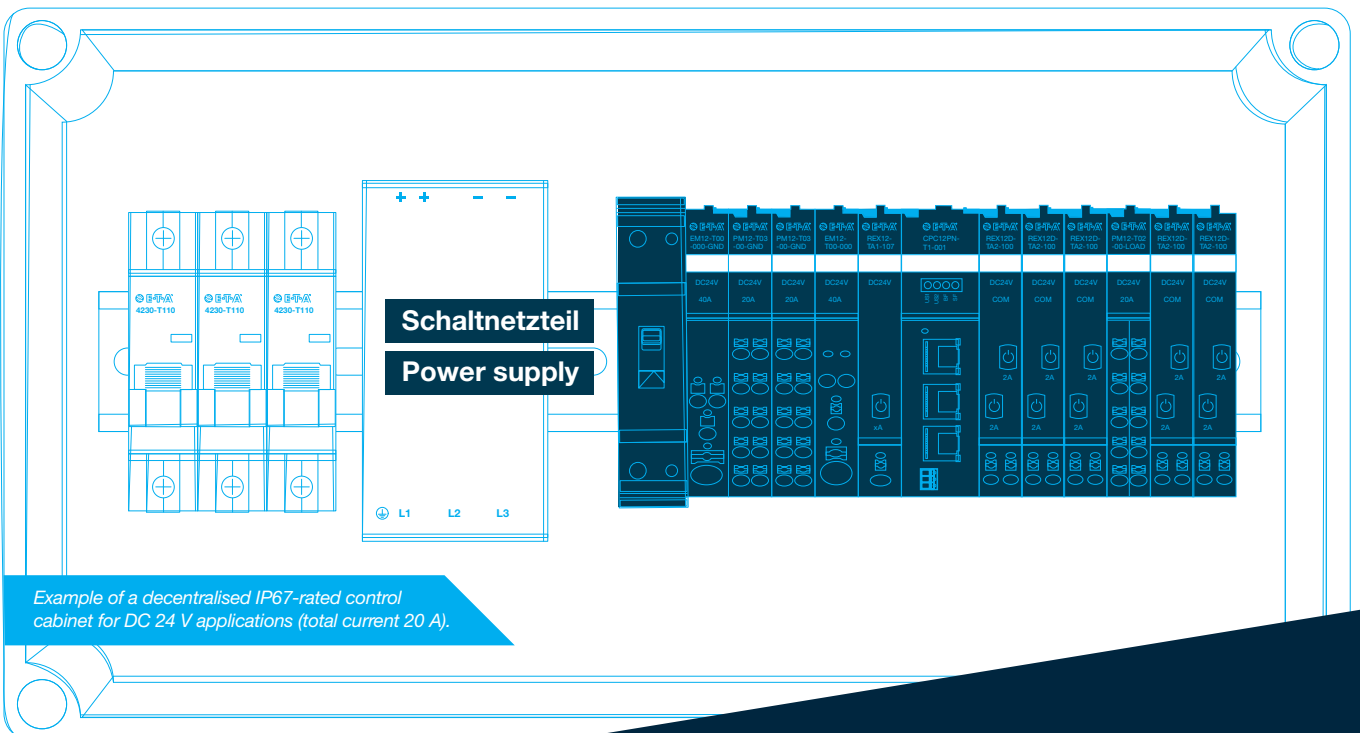 + + − −
E-T-A E-T-A E-T-A
4230-T110 4230-T110 4230-T110
Schaltnetzteil
Power supply
L1 L2 L3
E-T-A E-T-A E-T-A E-T-A E-T-A E-T-A E-T-A E-T-A E-T-A E-T-A E-T-A E-T-A
EM12-T00 PM12-T03 PM12-T03 EM12- REX12- CPC12PN- REX12D- REX12D- REX12D- PM12-T02 REX12D- REX12D-
-000-GND -00-GND -00-GND T00-000 TA1-107 T1-001 TA2-100 TA2-100 TA2-100 -00-LOAD TA2-100 TA2-100
DC24V DC24V DC24V DC24V DC24V DC24V DC24V DC24V DC24V DC24V DC24V
40A 20A 20A 40A COM COM COM 20A COM COM
US1 US2 BF SF
2A 2A 2A 2A 2A
xA 2A 2A 2A 2A 2A
Example of a decentralised IP67-rated control
cabinet for DC 24 V applications (total current 20 A).